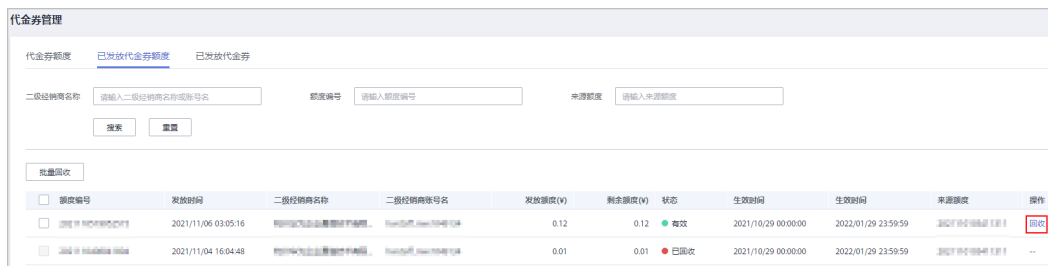 代金券管理
代金券额度 已发放代金券额度 已发放代金券
二级经销商名称 请输入二级经销商名称或账号名 额度编号 请输入额度编号 来源额度 请输入来源额度
搜索 重置
批量回收
额度编号 发放时间 二级经销商名称 二级经销商账号名 发放额度(¥) 剩余额度(¥) 状态 生效时间 生效时间 来源额度 操作
2021/11/06 03:05:16 0.12 0.12 有效 2021/10/29 00:00:00 2022/01/29 23:59:59 回收
2021/11/04 16:04:48 0.01 0.01 已回收 2021/10/29 00:00:00 2022/01/29 23:59:59 --